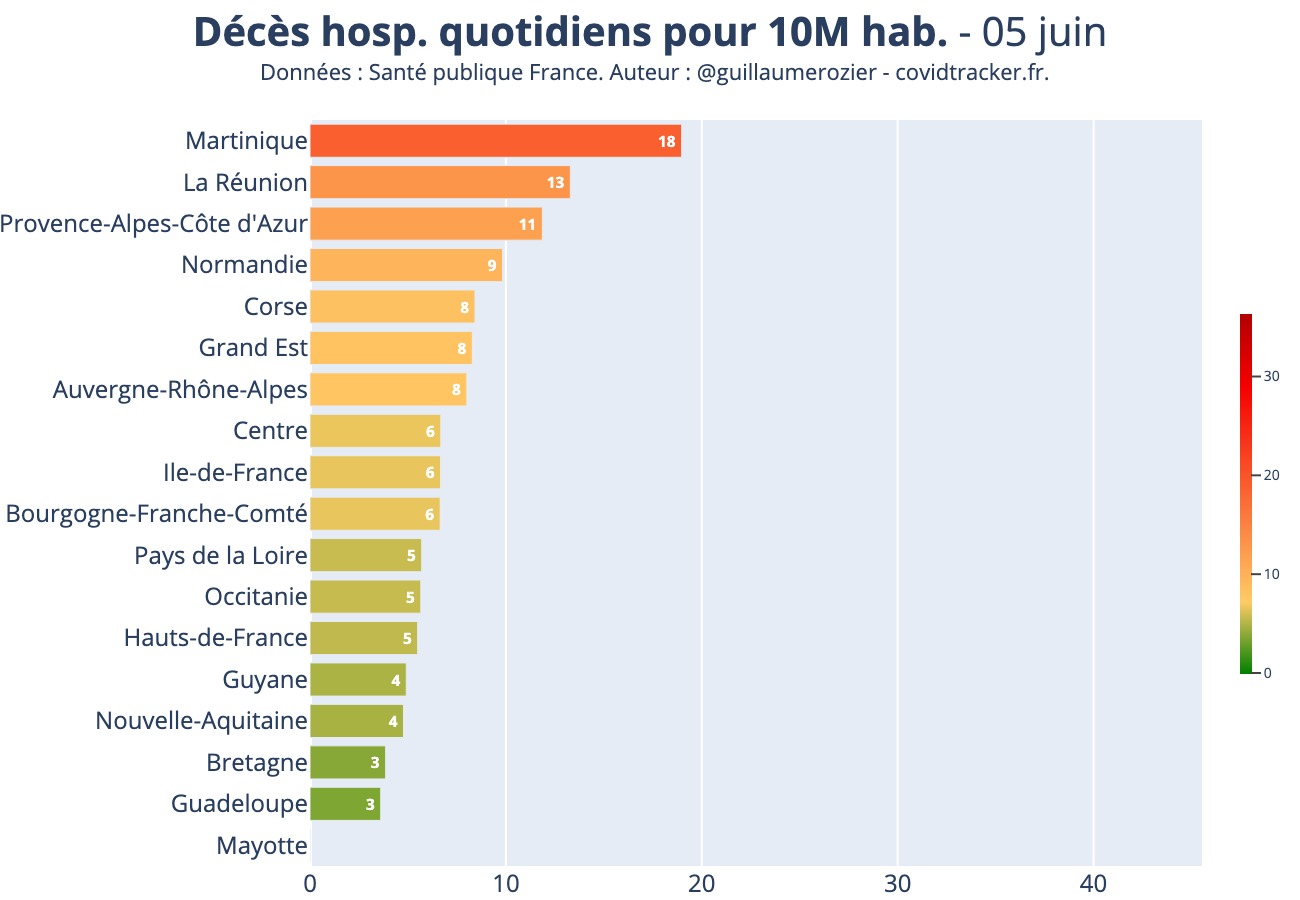 Décès hosp. quotidiens pour 10M hab. - 05 juin
Données : Santé publique France. Auteur : @guillaumerozier - covidtracker.fr.
Martinique 18
La Réunion 13
Provence-Alpes-Côte d'Azur 11
Normandie 9
Corse 8
Grand Est 8
Auvergne-Rhône-Alpes 8
Centre 6
Ile-de-France 6
Bourgogne-Franche-Comté 6
Pays de la Loire 5
Occitanie 5
Hauts-de-France 5
Guyane 4
Nouvelle-Aquitaine 4
Bretagne 3
Guadeloupe 3
Mayotte
0 10 20 30 40
30
20
10
0